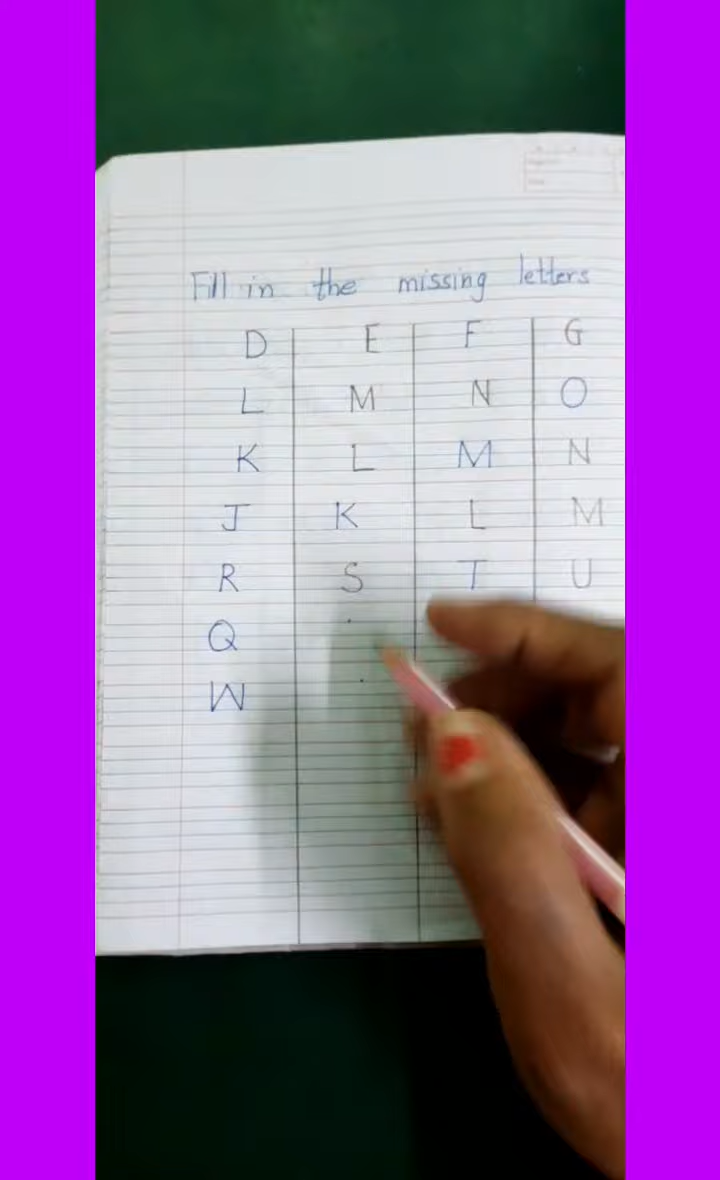 Fill in the missing letters
D E F G
L M N O
K L M N
J K L M
R S T U
Q
W